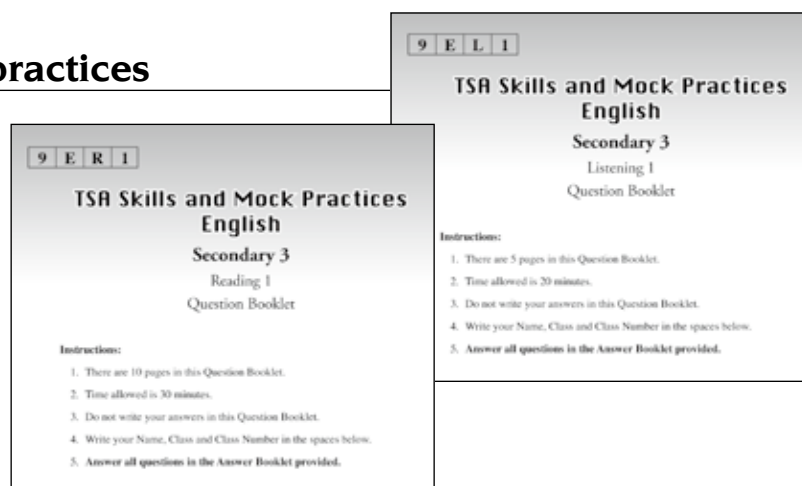 practices
9 E L 1
TSA Skills and Mock Practices
English
Secondary 3
Listening 1
Question Booklet
Instructions:
1. There are 5 pages in this Question Booklet.
2. Time allowed is 20 minutes.
3. Do not write your answers in this Question Booklet.
4. Write your Name, Class and Class Number in the spaces below.
5. Answer all questions in the Answer Booklet provided.
9 E R 1
TSA Skills and Mock Practices
English
Secondary 3
Reading 1
Question Booklet
Instructions:
1. There are 10 pages in this Question Booklet.
2. Time allowed is 30 minutes.
3. Do not write your answers in this Question Booklet.
4. Write your Name, Class and Class Number in the spaces below.
5. Answer all questions in the Answer Booklet provided.